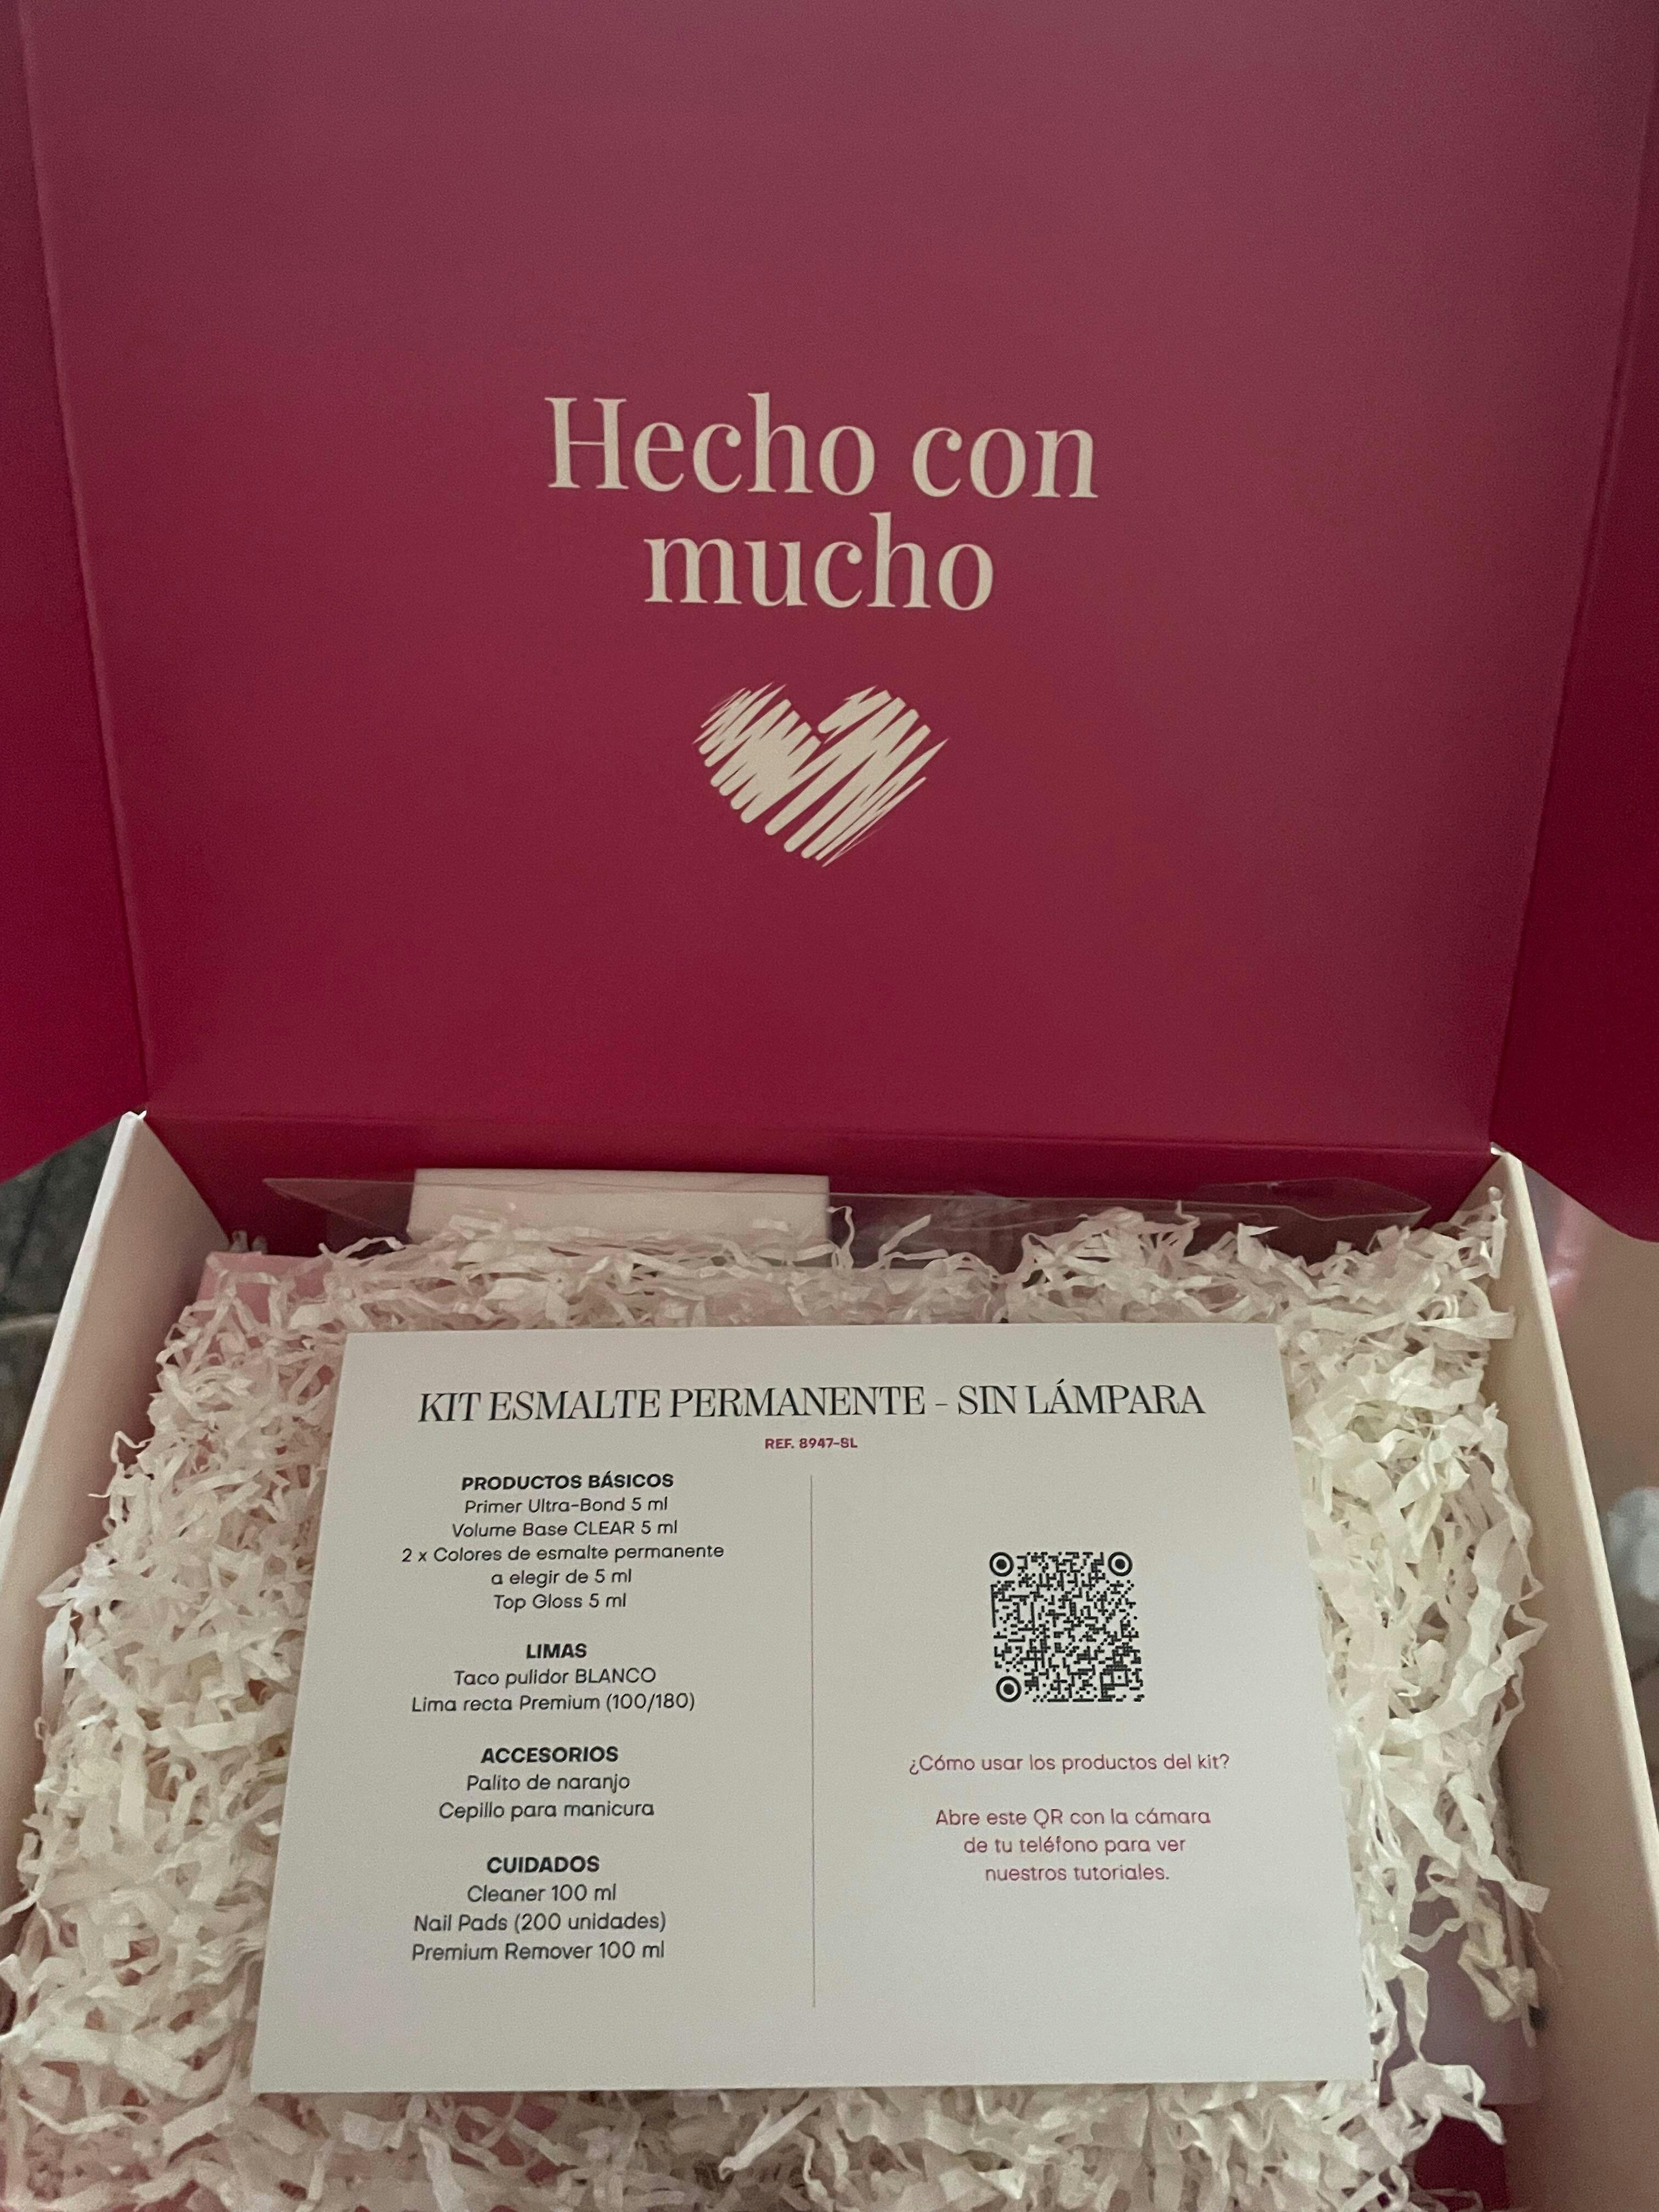 Hecho con
mucho
KIT ESMALTE PERMANENTE - SIN LÁMPARA
REF. 8947-SL
PRODUCTOS BÁSICOS
Primer Ultra-Bond 5 ml
Volume Base CLEAR 5 ml
2 x Colores de esmalte permanente
a elegir de 5 ml
Top Gloss 5 ml
LIMAS
Taco pulidor BLANCO
Lima recta Premium (100/180)
ACCESORIOS
Palito de naranjo
Cepillo para manicura
CUIDADOS
Cleaner 100 ml
Nail Pads (200 unidades)
Premium Remover 100 ml
¿Cómo usar los productos del kit?
Abre este QR con la cámara
de tu teléfono para ver
nuestros tutoriales.